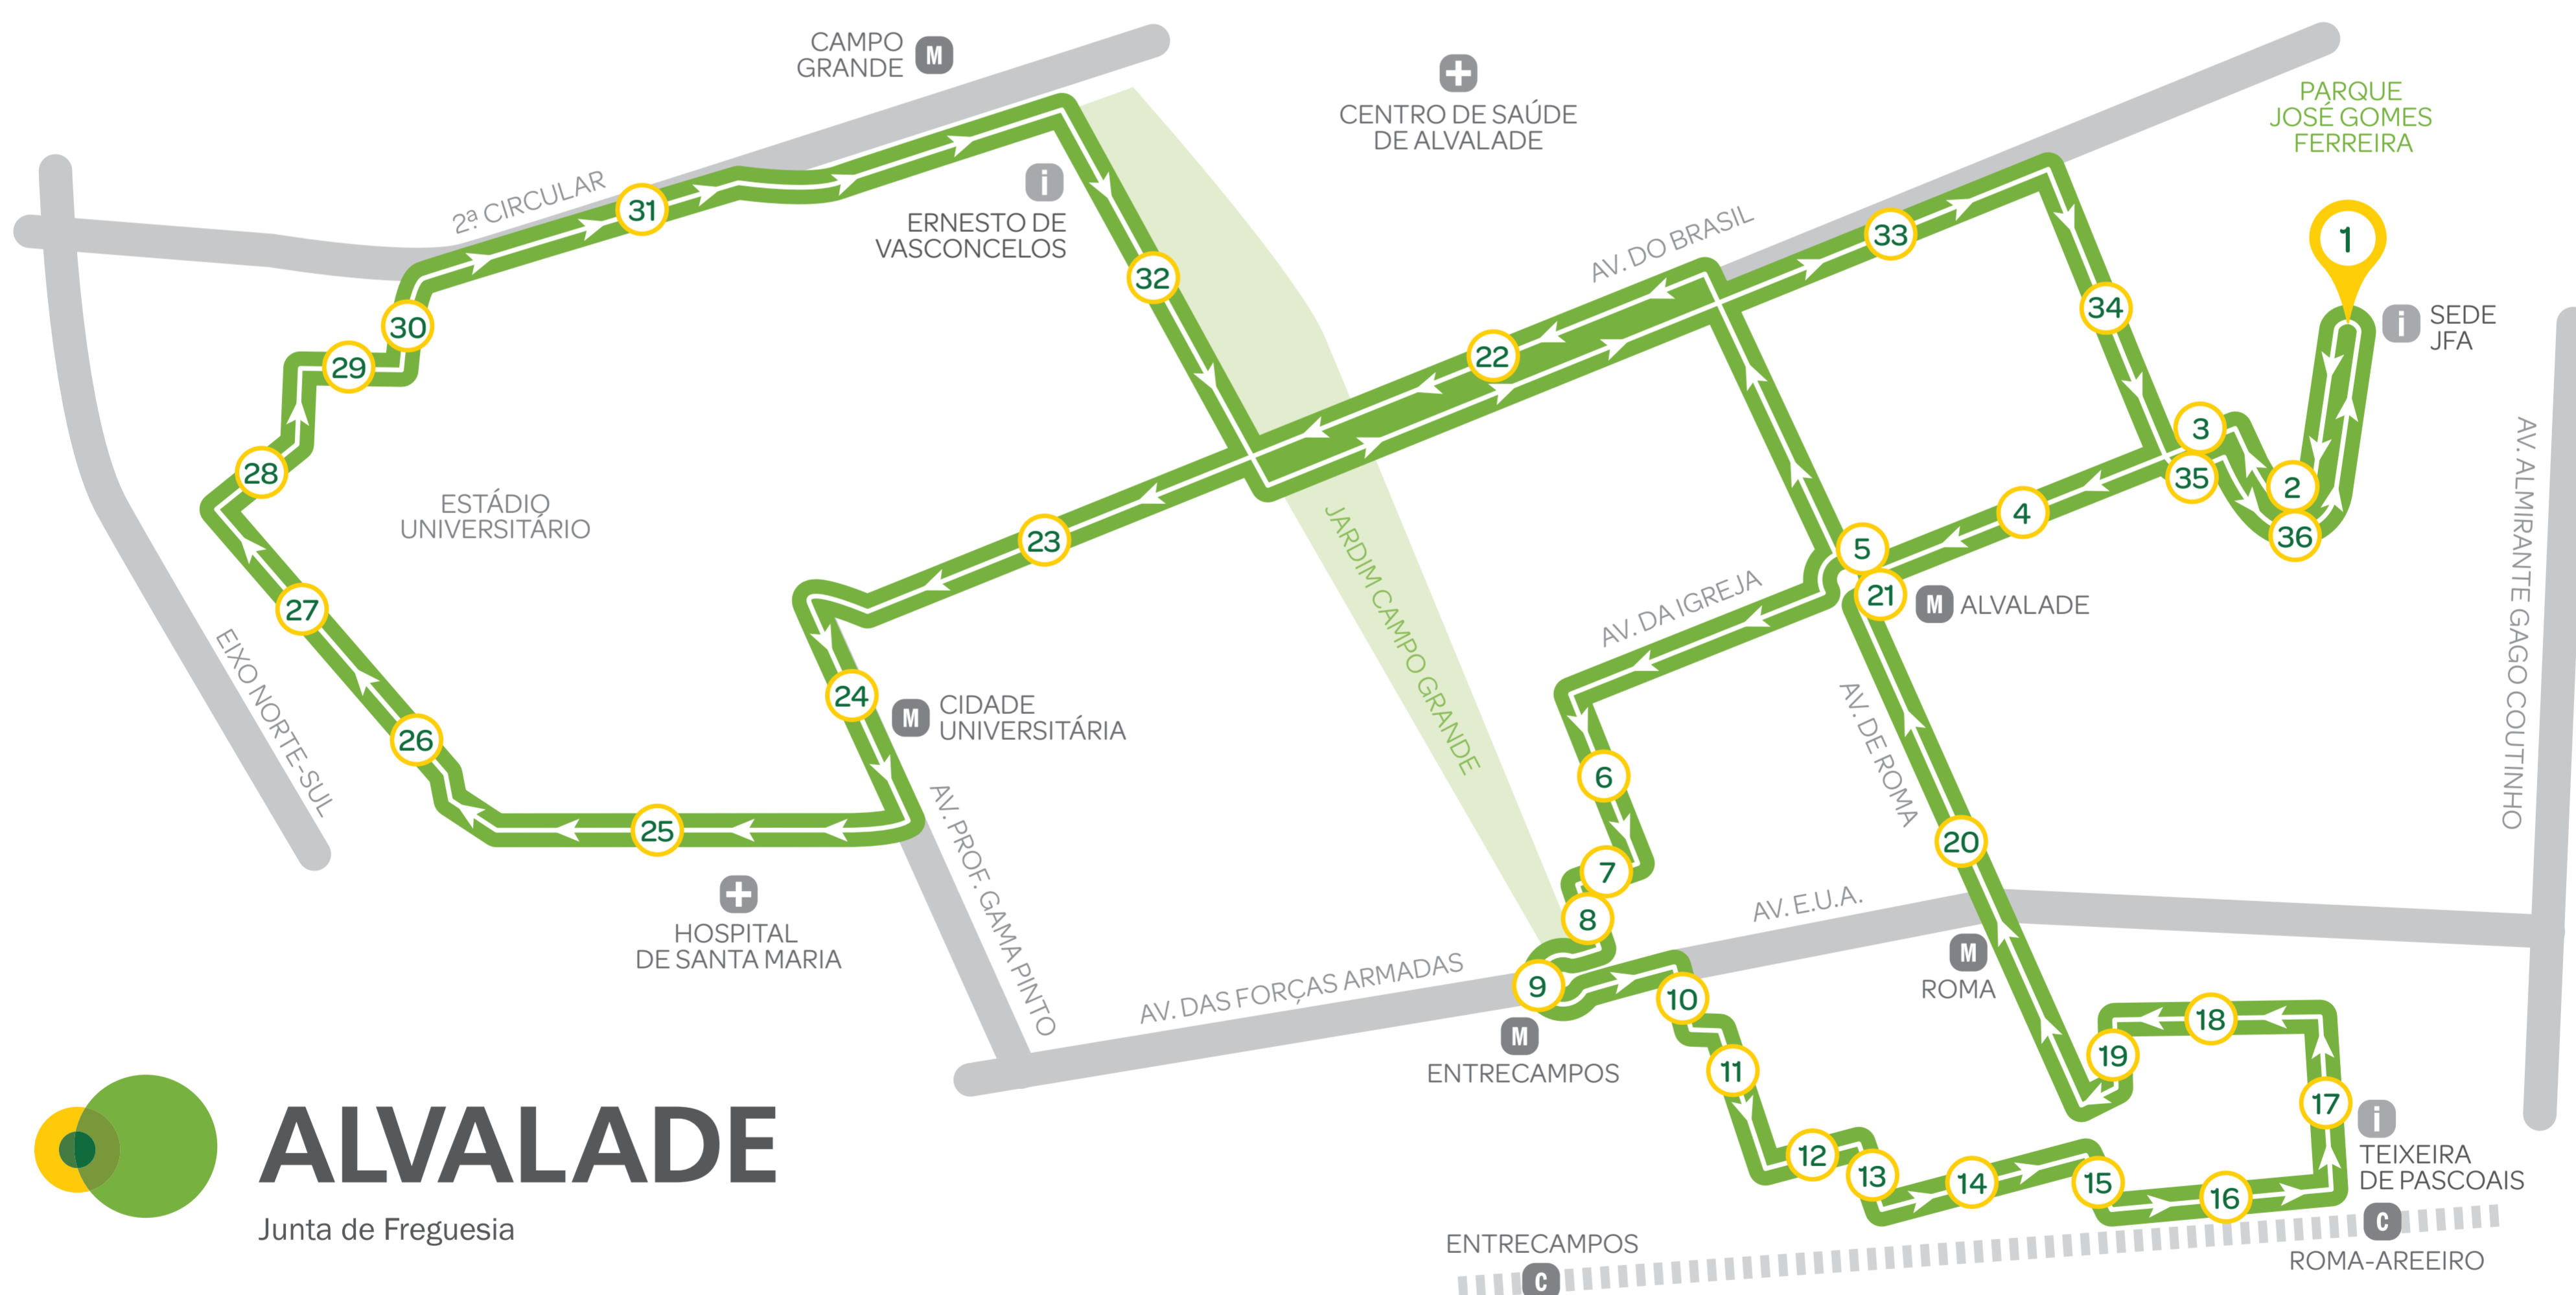 CAMPO
GRANDE
M
CENTRO DE SAÚDE
DE ALVALADE
PARQUE
JOSÉ GOMES
FERREIRA
2ª CIRCULAR
31
i
ERNESTO DE
VASCONCELOS
32
AV. DO BRASIL
33
34
1
i
SEDE
JFA
30
29
28
22
3
35
2
36
4
5
21
M
ALVALADE
ESTÁDIO
UNIVERSITÁRIO
23
JARDIM CAMPO GRANDE
AV. DA IGREJA
AV. ALMIRANTE GAGO COUTINHO
27
EIXO NORTE-SUL
26
24
M
CIDADE
UNIVERSITÁRIA
AV. DE ROMA
6
7
8
20
25
AV. PROF. GAMA PINTO
HOSPITAL
DE SANTA MARIA
AV. E.U.A.
AV. DAS FORÇAS ARMADAS
9
10
M
ENTRECAMPOS
M
ROMA
11
12
13
14
15
16
17
18
19
i
TEIXEIRA
DE PASCOAIS
C
ROMA-AREEIRO
ENTRECAMPOS
C
ALVALADE
Junta de Freguesia